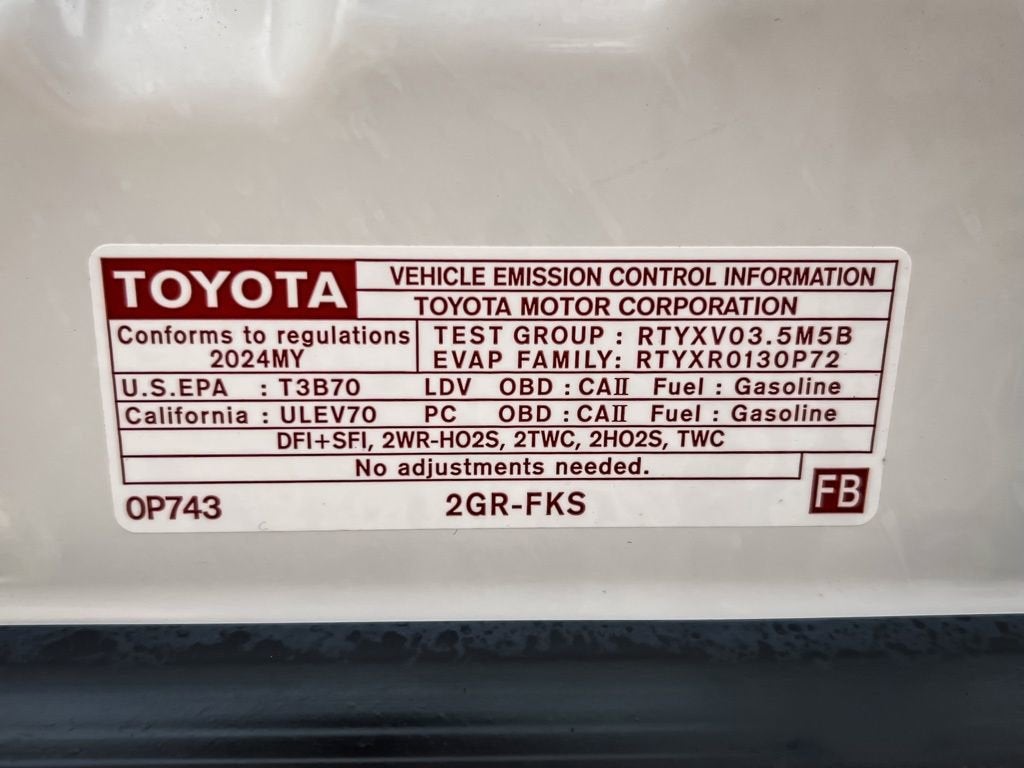 TOYOTA VEHICLE EMISSION CONTROL INFORMATION
TOYOTA MOTOR CORPORATION
Conforms to regulations
2024MY
TEST GROUP : RTYXV03.5M5B
EVAP FAMILY: RTYXR0130P72
U.S.EPA : T3B70 LDV OBD : CAⅡ Fuel : Gasoline
California : ULEV70 PC OBD : CAⅡ Fuel : Gasoline
DFI+SFI, 2WR-HO2S, 2TWC, 2HO2S, TWC
No adjustments needed.
0P743 2GR-FKS FB